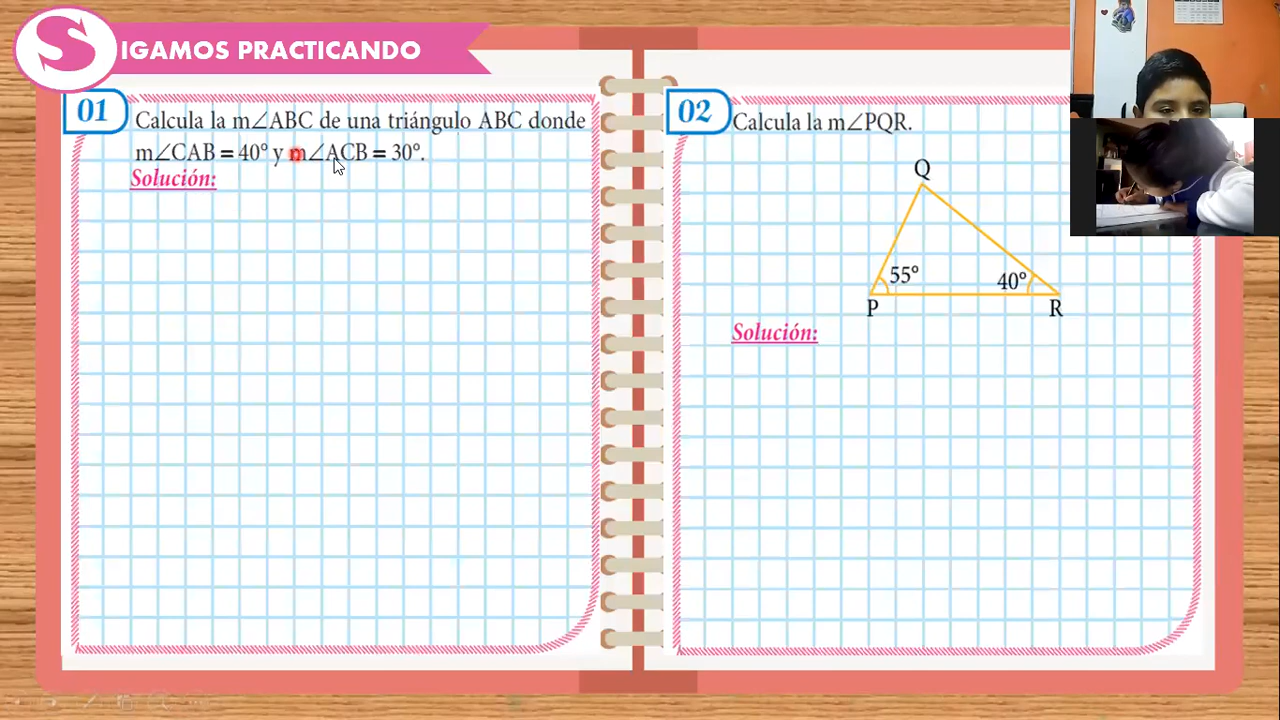 SIGAMOS PRACTICANDO
01
Calcula la m∠ABC de una triángulo ABC donde
m∠CAB = 40° y m∠ACB = 30°.
Solución:
02
Calcula la m∠PQR.
Q
55°
40°
P
R
Solución: